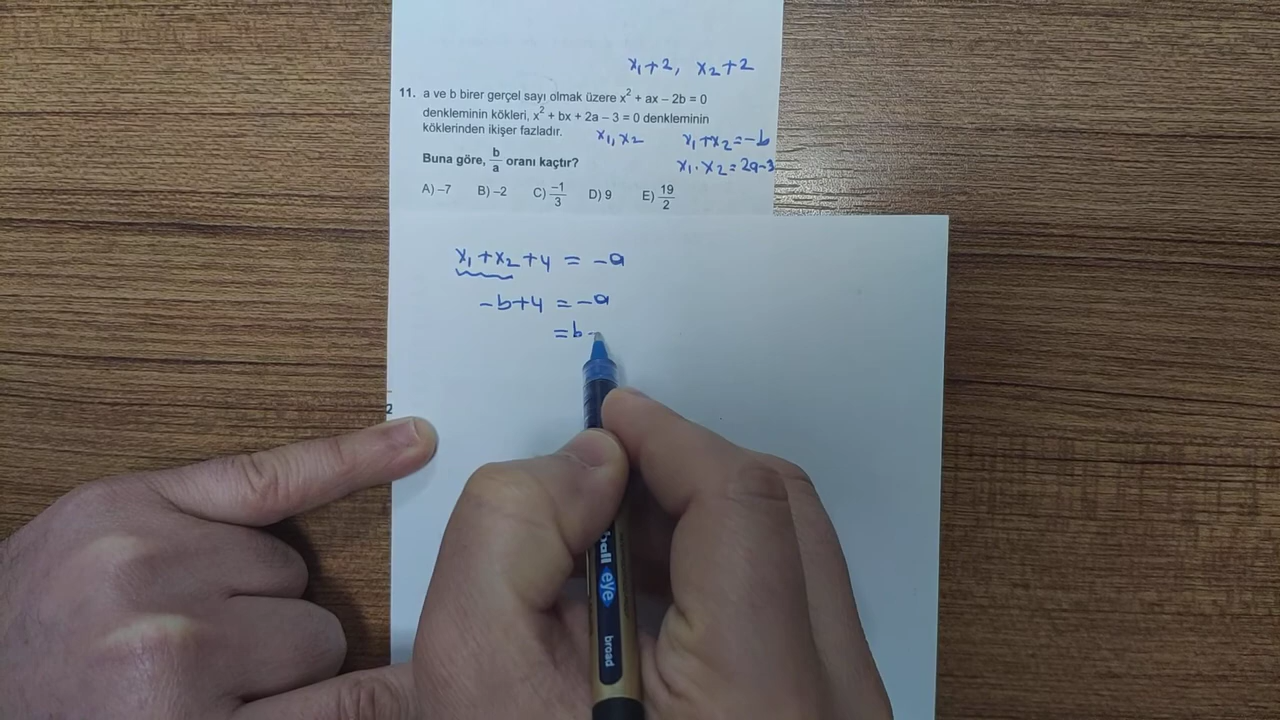 x₁+2, x₂+2
11. a ve b birer gerçel sayı olmak üzere x² + ax – 2b = 0
denkleminin kökleri, x² + bx + 2a – 3 = 0 denkleminin
köklerinden ikişer fazladır.
x₁, x₂
x₁+x₂=-b
x₁.x₂=2a-3
Buna göre, b/a oranı kaçtır?
A) –7 B) –2 C) –1/3 D) 9 E) 19/2
x₁+x₂+4 = -a
-b+4 = -a
=b-
2
ball eye broad